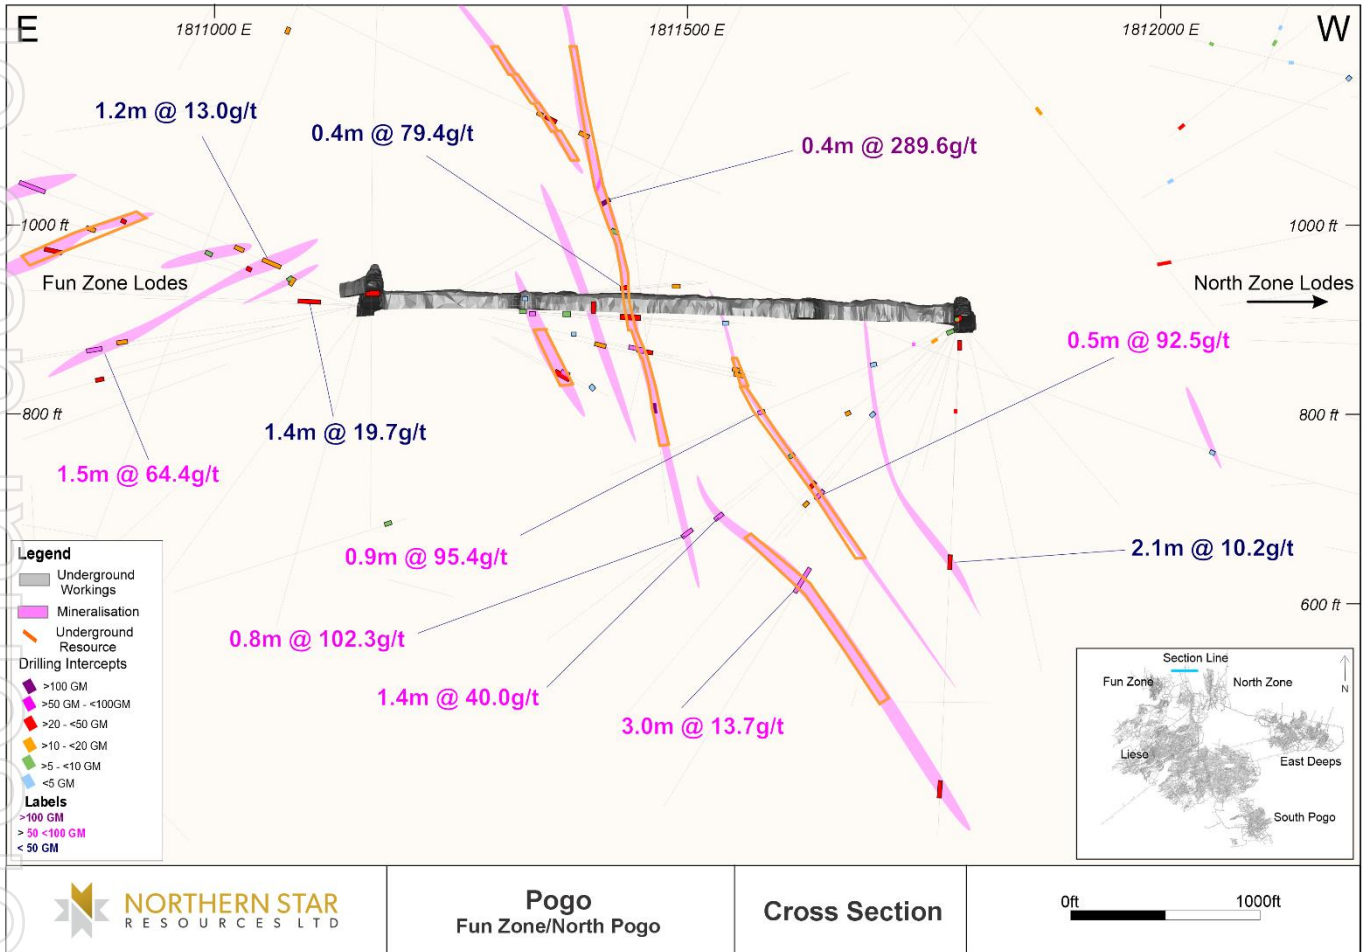 E
1811000 E
1811500 E
1812000 E
W
1.2m @ 13.0g/t
0.4m @ 79.4g/t
0.4m @ 289.6g/t
1000 ft
1000 ft
Fun Zone Lodes
North Zone Lodes
0.5m @ 92.5g/t
800 ft
800 ft
1.4m @ 19.7g/t
1.5m @ 64.4g/t
0.9m @ 95.4g/t
2.1m @ 10.2g/t
600 ft
0.8m @ 102.3g/t
1.4m @ 40.0g/t
3.0m @ 13.7g/t
Legend
Underground
Workings
Mineralisation
Underground
Resource
Drilling Intercepts
>100 GM
>50 GM - <100GM
>20 - <50 GM
>10 - <20 GM
>5 - <10 GM
<5 GM
Labels
>100 GM
> 50 <100 GM
< 50 GM
Section Line
Fun Zone
North Zone
N
Liese
East Deeps
South Pogo
NORTHERN STAR
RESOURCES LTD
Pogo
Fun Zone/North Pogo
Cross Section
0ft
1000ft